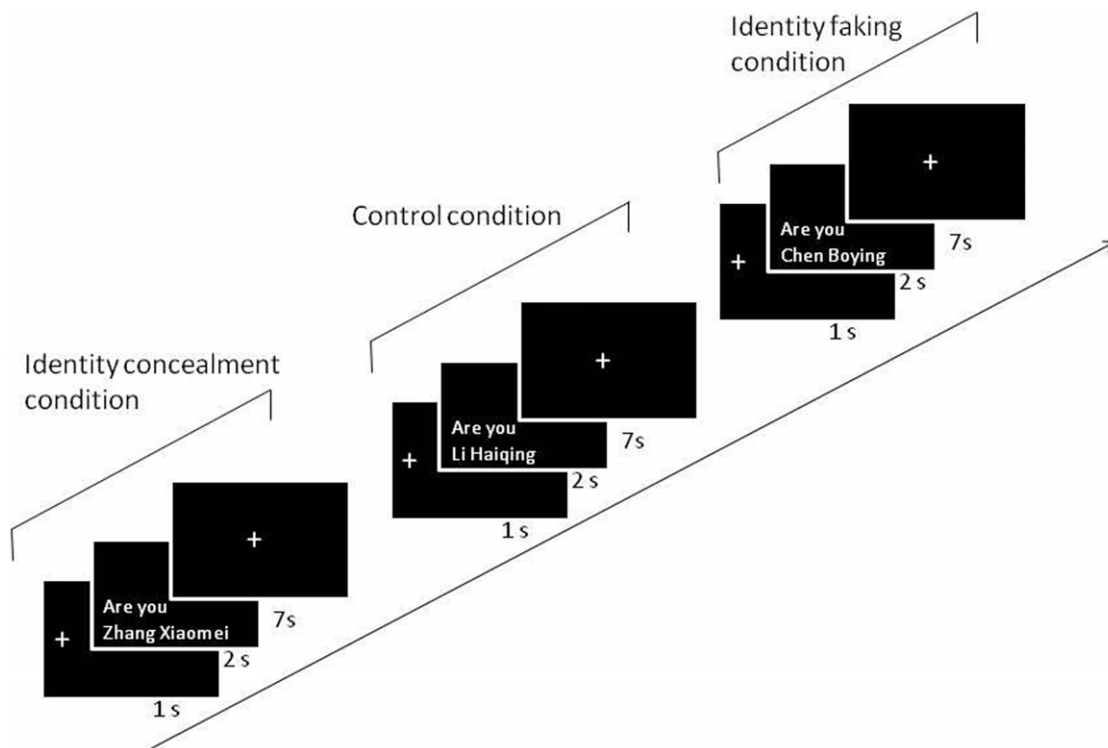 Identity faking
condition
Are you
Chen Boying
7s
2 s
1 s
Control condition
Are you
Li Haiqing
7s
2 s
1 s
Identity concealment
condition
Are you
Zhang Xiaomei
7s
2 s
1 s